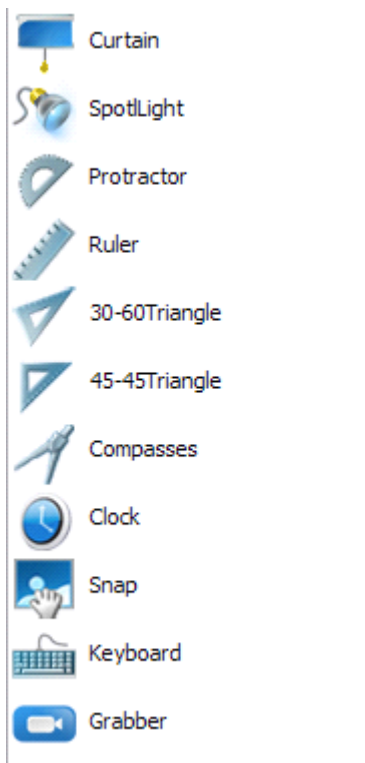 Curtain
SpotlLight
Protractor
Ruler
30-60Triangle
45-45Triangle
Compasses
Clock
Snap
Keyboard
Grabber